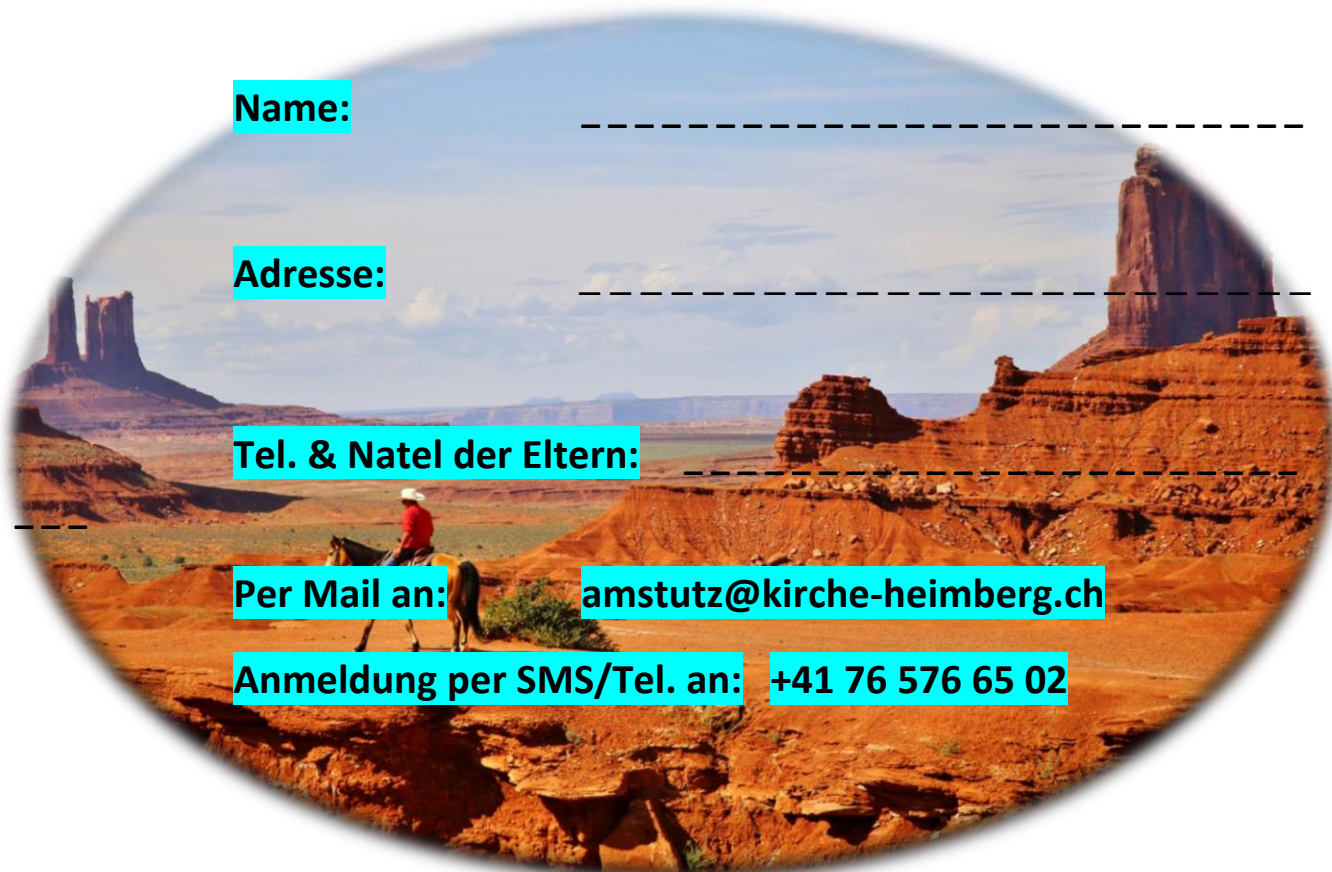 Name: _ _ _ _ _ _ _ _ _ _ _ _ _ _ _ _ _ _ _ _ _ _ _ _ _ _ _
Adresse: _ _ _ _ _ _ _ _ _ _ _ _ _ _ _ _ _ _ _ _ _ _ _ _
Tel. & Natel der Eltern: _ _ _ _ _ _ _ _ _ _ _ _ _ _ _ _ _ _ _ _ _ _ _
_ _ _
Per Mail an: amstutz@kirche-heimberg.ch
Anmeldung per SMS/Tel. an: +41 76 576 65 02